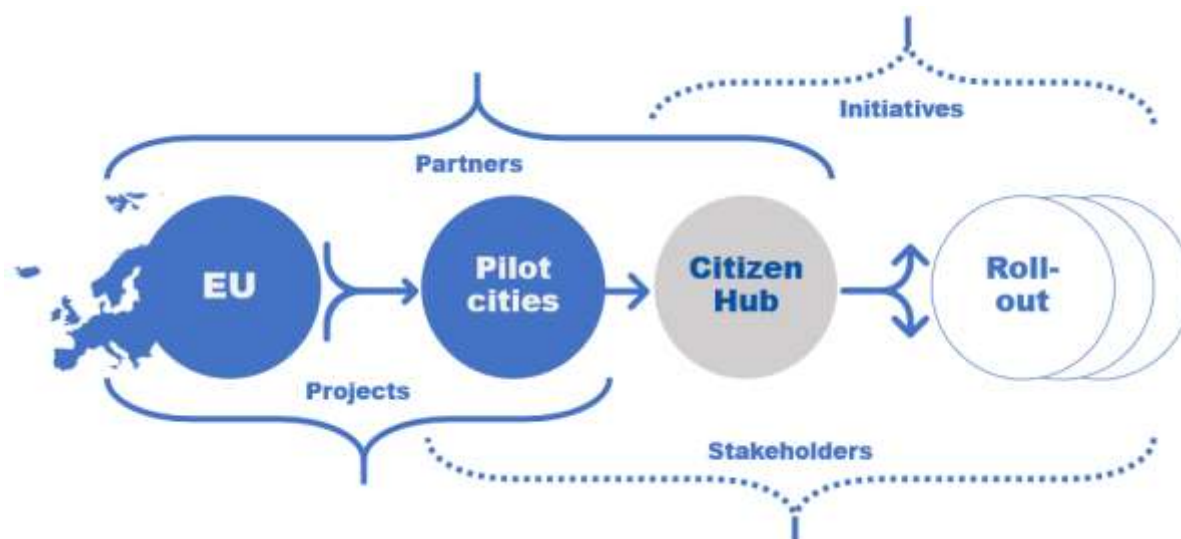 Initiatives
Partners
EU
Pilot
cities
Citizen
Hub
Roll-
out
Projects
Stakeholders